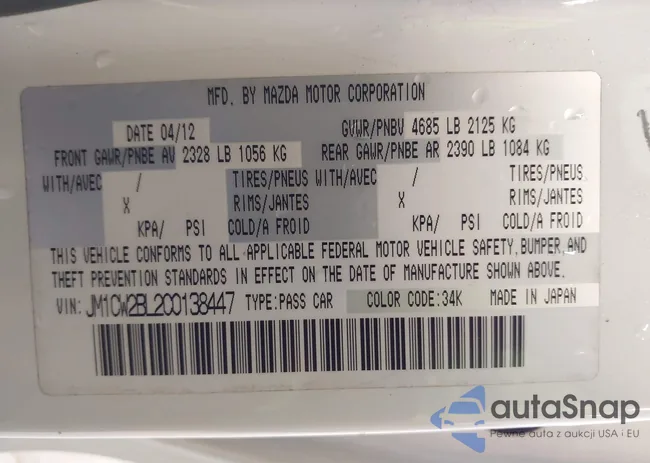 MFD. BY MAZDA MOTOR CORPORATION
DATE 04/12 GVWR/PNBV 4685 LB 2125 KG
FRONT GAWR/PNBE AV 2328 LB 1056 KG REAR GAWR/PNBE AR 2390 LB 1084 KG
WITH/AVEC / TIRES/PNEUS WITH/AVEC / TIRES/PNEUS
X RIMS/JANTES X RIMS/JANTES
KPA/ PSI COLD/A FROID KPA/ PSI COLD/A FROID
THIS VEHICLE CONFORMS TO ALL APPLICABLE FEDERAL MOTOR VEHICLE SAFETY, BUMPER, AND
THEFT PREVENTION STANDARDS IN EFFECT ON THE DATE OF MANUFACTURE SHOWN ABOVE.
VIN: JM1CW2BL2C0138447 TYPE: PASS CAR COLOR CODE: 34K MADE IN JAPAN
autoSnap
Pewne auta z aukcji USA i EU